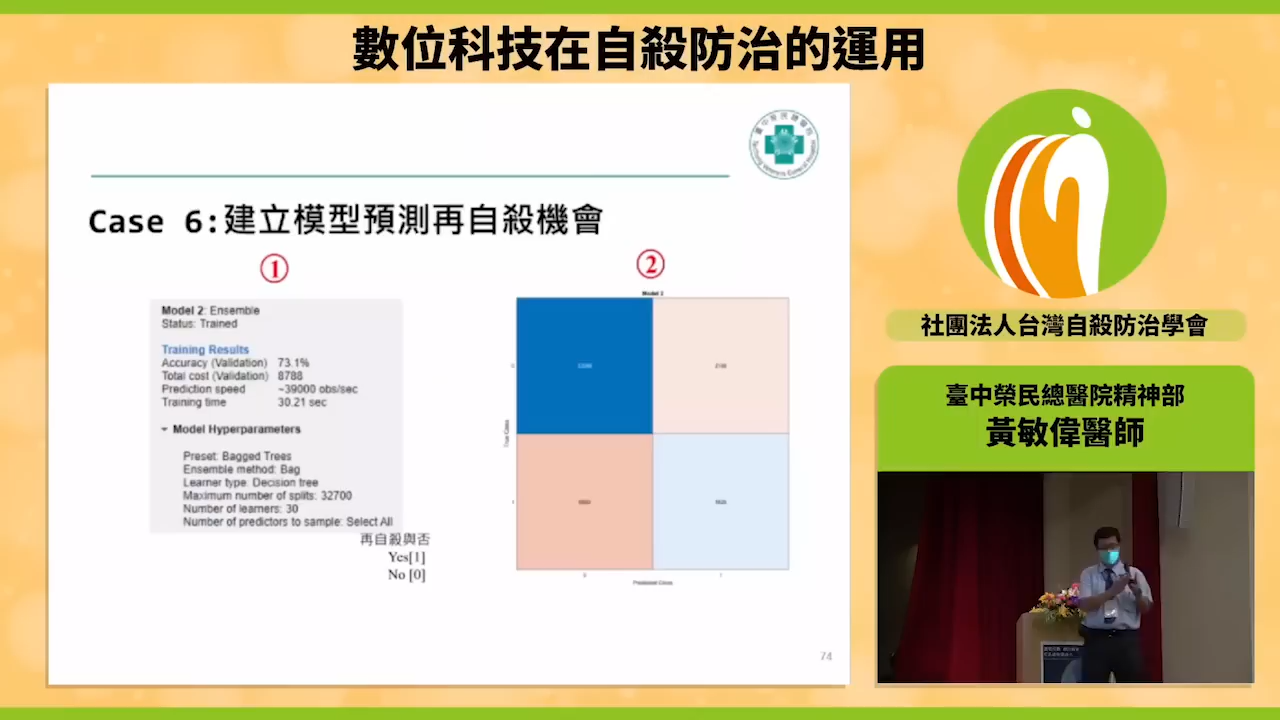 數位科技在自殺防治的運用
Case 6:建立模型預測再自殺機會
①
②
Model 2: Ensemble
Status: Trained
Training Results
Accuracy (Validation) 73.1%
Total cost (Validation) 8788
Prediction speed ~39000 obs/sec
Training time 30.21 sec
Model Hyperparameters
Preset: Bagged Trees
Ensemble method: Bag
Learner type: Decision tree
Maximum number of splits: 32700
Number of learners: 30
Number of predictors to sample: Select All
再自殺與否
Yes[1]
No [0]
Model 2
True Class
Predicted Class
74
社團法人台灣自殺防治學會
臺中榮民總醫院精神部
黃敏偉醫師